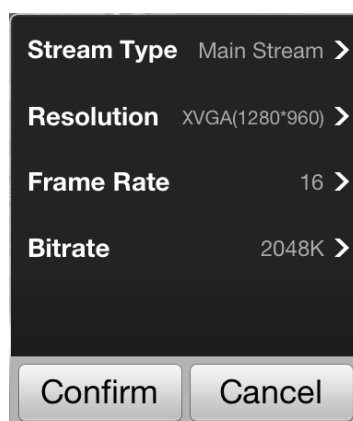 Stream Type Main Stream >
Resolution XVGA(1280*960) >
Frame Rate 16 >
Bitrate 2048K >
Confirm Cancel